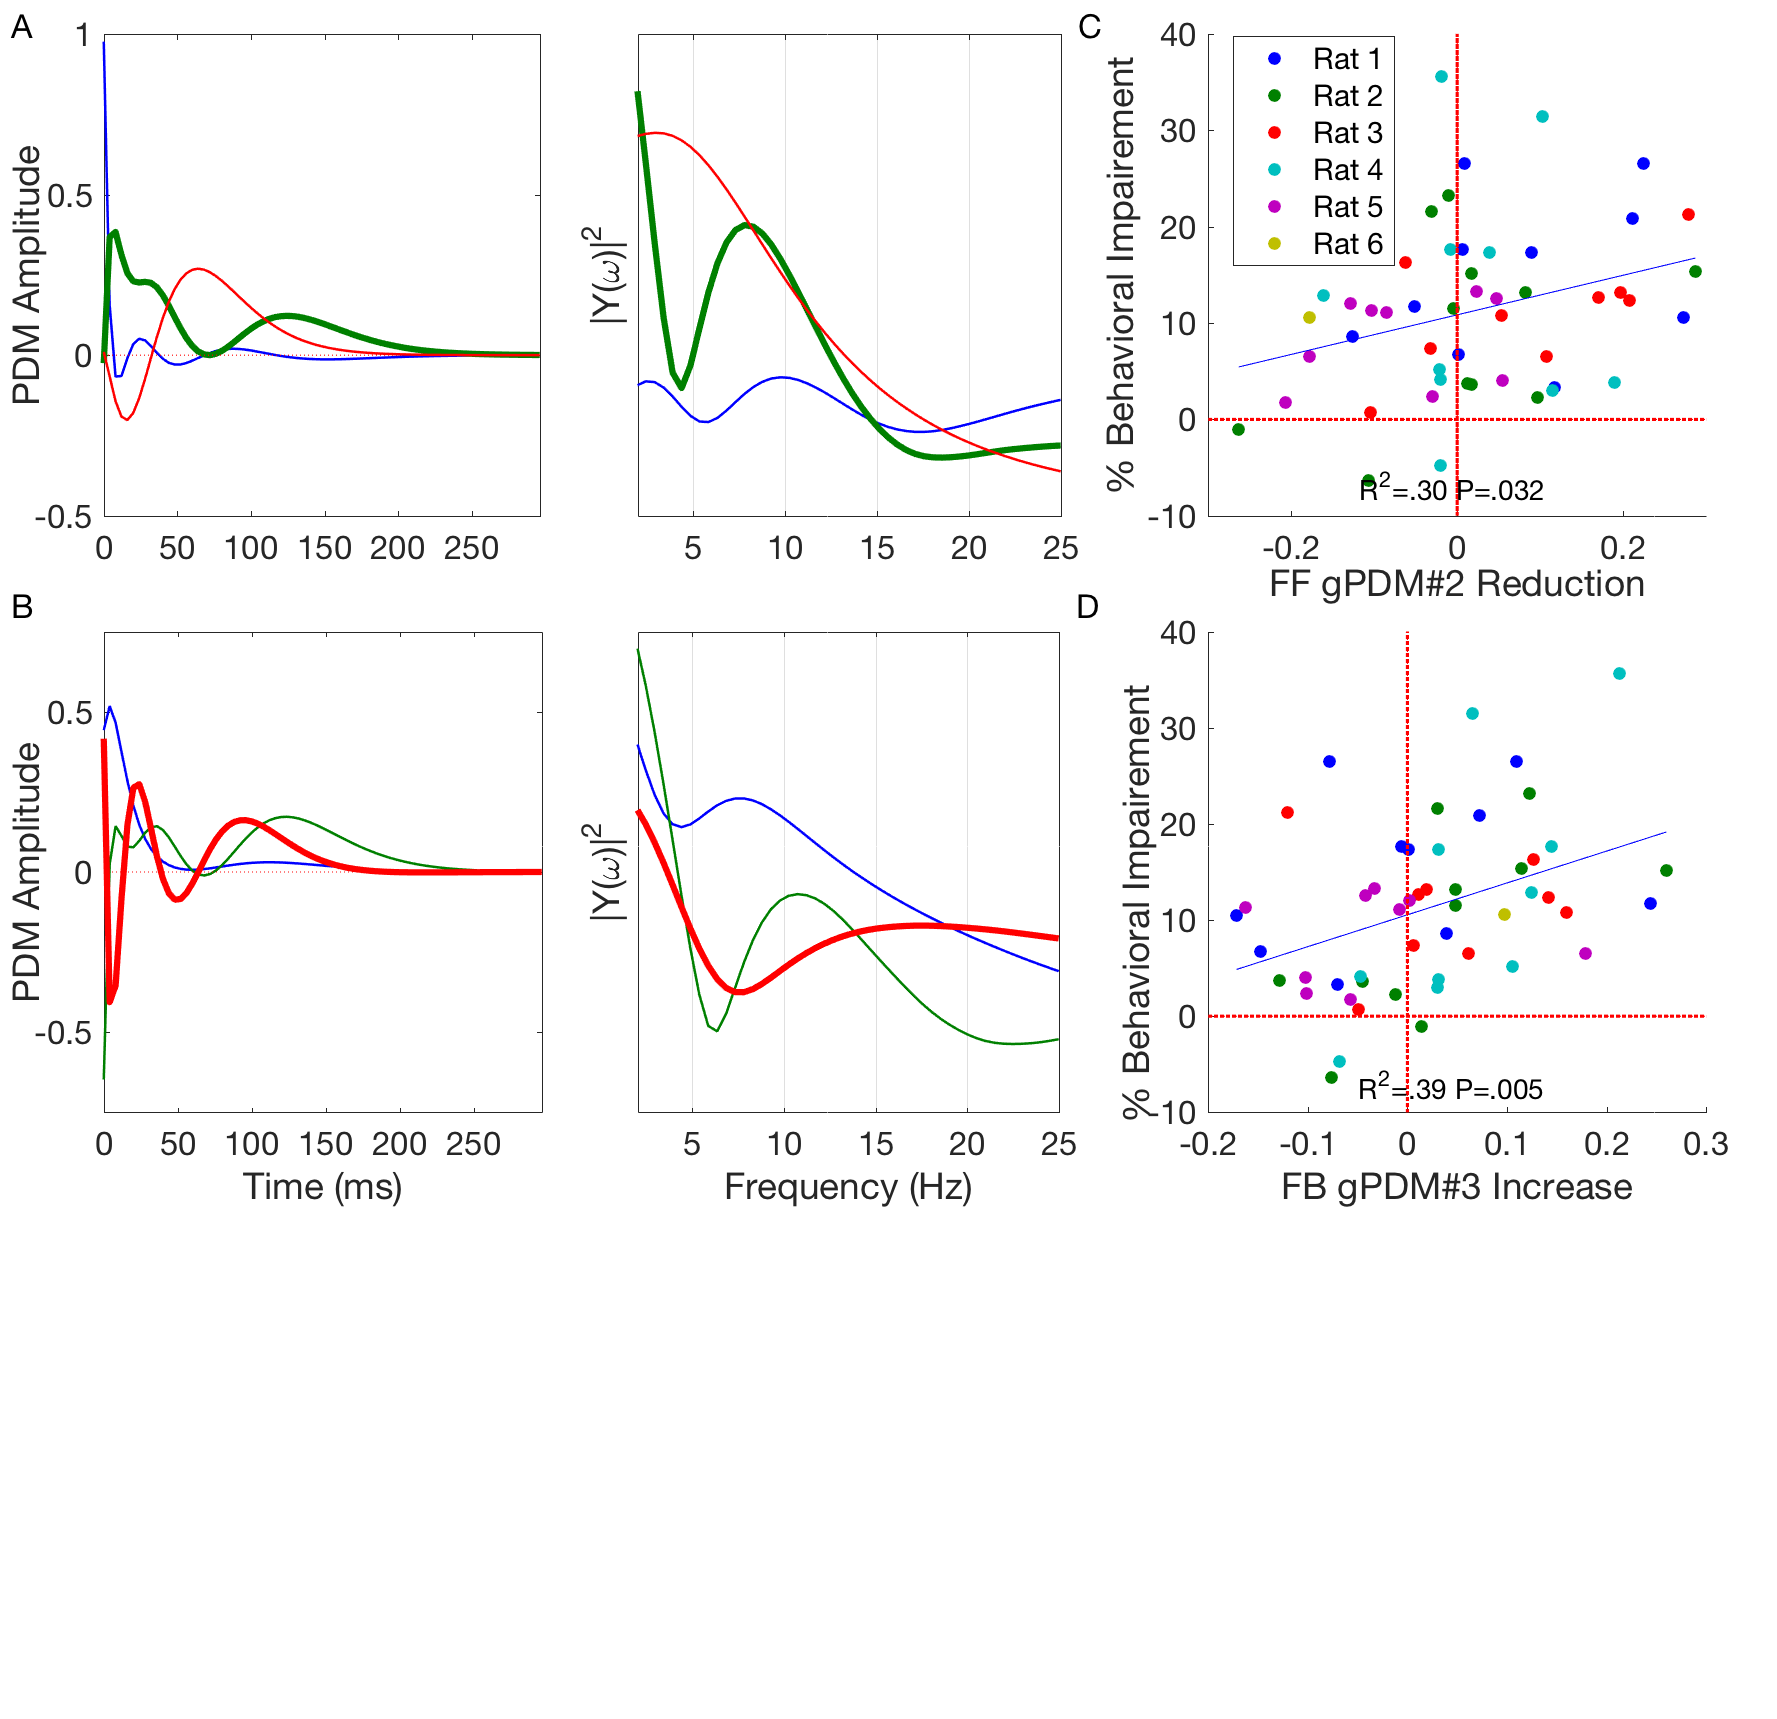 A
PDM Amplitude
1
0.5
0
-0.5
0 50 100 150 200 250
|Y(ω)|²
5 10 15 20 25
C
% Behavioral Impairement
40
30
20
10
0
-10
Rat 1
Rat 2
Rat 3
Rat 4
Rat 5
Rat 6
R²=.30 P=.032
-0.2 0 0.2
FF gPDM#2 Reduction
B
PDM Amplitude
0.5
0
-0.5
0 50 100 150 200 250
Time (ms)
|Y(ω)|²
5 10 15 20 25
Frequency (Hz)
D
% Behavioral Impairement
40
30
20
10
0
-10
R²=.39 P=.005
-0.2 -0.1 0 0.1 0.2 0.3
FB gPDM#3 Increase